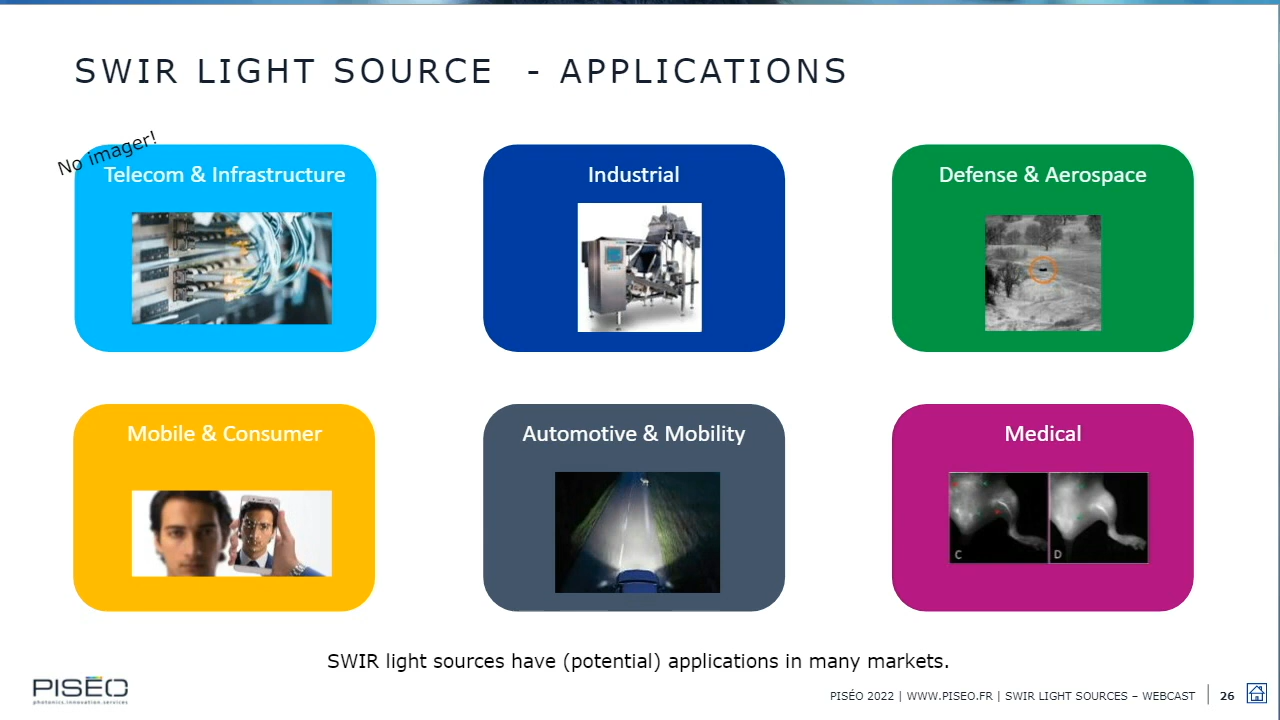 SWIR LIGHT SOURCE - APPLICATIONS
No imager!
Telecom & Infrastructure
Industrial
Defense & Aerospace
Mobile & Consumer
Automotive & Mobility
Medical
C
D
SWIR light sources have (potential) applications in many markets.
PISEO
photonics.innovation.services
PISÉO 2022 | WWW.PISEO.FR | SWIR LIGHT SOURCES – WEBCAST
26